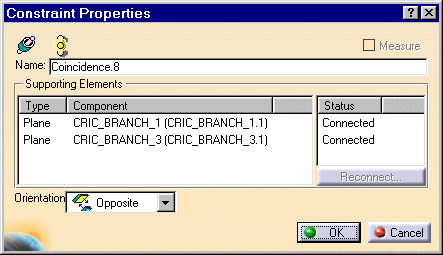 Constraint Properties
Measure
Name: Coincidence.8
Supporting Elements
Type Component Status
Plane CRIC_BRANCH_1 (CRIC_BRANCH_1.1) Connected
Plane CRIC_BRANCH_3 (CRIC_BRANCH_3.1) Connected
Reconnect...
Orientation Opposite
OK Cancel